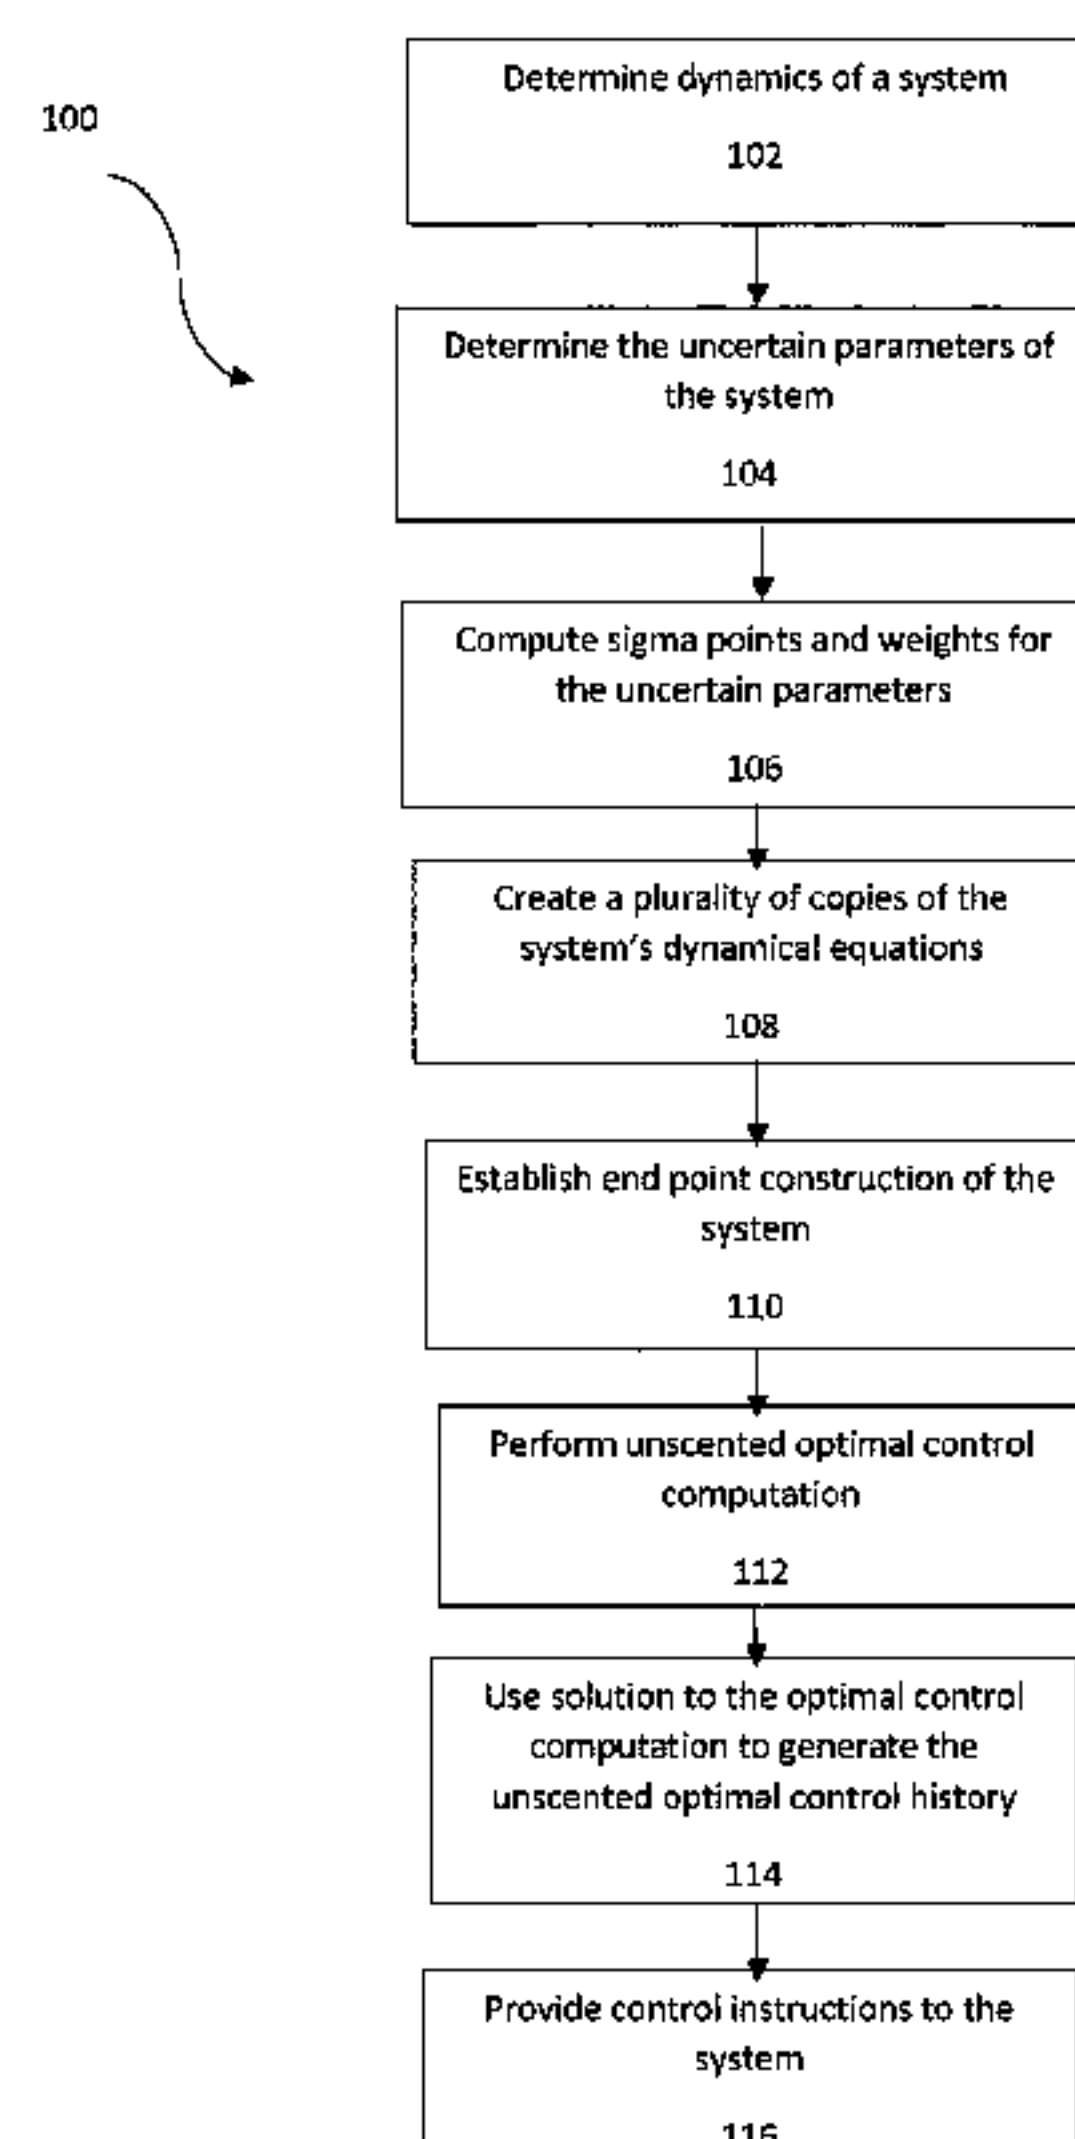 100
Determine dynamics of a system
102
Determine the uncertain parameters of
the system
104
Compute sigma points and weights for
the uncertain parameters
106
Create a plurality of copies of the
system's dynamical equations
108
Establish end point construction of the
system
110
Perform unscented optimal control
computation
112
Use solution to the optimal control
computation to generate the
unscented optimal control history
114
Provide control instructions to the
system
116